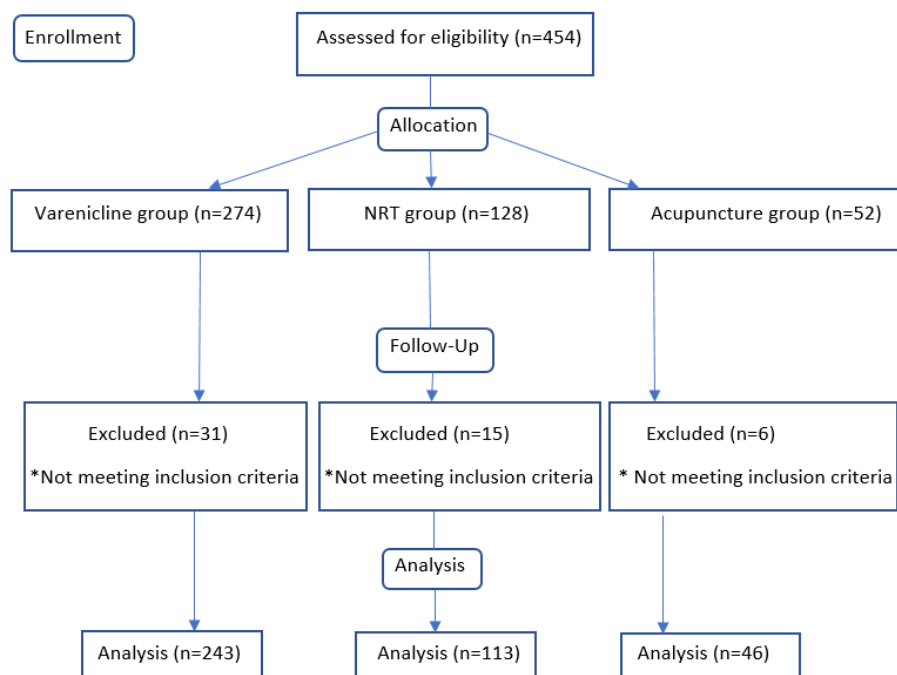 Enrollment
Assessed for eligibility (n=454)
Allocation
Varenicline group (n=274)
NRT group (n=128)
Acupuncture group (n=52)
Follow-Up
Excluded (n=31)
*Not meeting inclusion criteria
Excluded (n=15)
*Not meeting inclusion criteria
Excluded (n=6)
* Not meeting inclusion criteria
Analysis
Analysis (n=243)
Analysis (n=113)
Analysis (n=46)